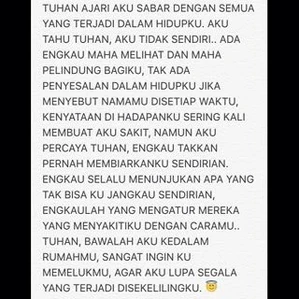 TUHAN AJARI AKU SABAR DENGAN SEMUA
YANG TERJADI DALAM HIDUPKU. AKU
TAHU TUHAN, AKU TIDAK SENDIRI.. ADA
ENGKAU MAHA MELIHAT DAN MAHA
PELINDUNG BAGIKU, TAK ADA
PENYESALAN DALAM HIDUPKU JIKA
MENYEBUT NAMAMU DISETIAP WAKTU,
KENYATAAN DI HADAPANKU SERING KALI
MEMBUAT AKU SAKIT, NAMUN AKU
PERCAYA TUHAN, ENGKAU TAKKAN
PERNAH MEMBIARKANKU SENDIRIAN.
ENGKAU SELALU MENUNJUKAN APA YANG
TAK BISA KU JANGKAU SENDIRIAN,
ENGKAULAH YANG MENGATUR MEREKA
YANG MENYAKITIKU DENGAN CARAMU..
TUHAN, BAWALAH AKU KEDALAM
RUMAHMU, SANGAT INGIN KU
MEMELUKMU, AGAR AKU LUPA SEGALA
YANG TERJADI DISEKELILINGKU. 😇